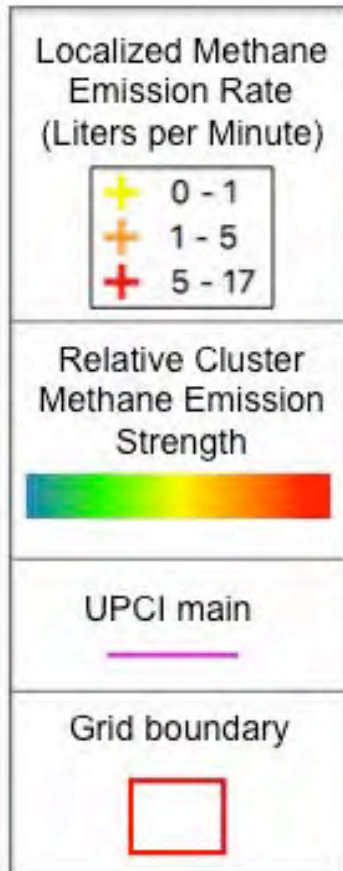 Localized Methane
Emission Rate
(Liters per Minute)
0 - 1
1 - 5
5 - 17
Relative Cluster
Methane Emission
Strength
UPCI main
Grid boundary